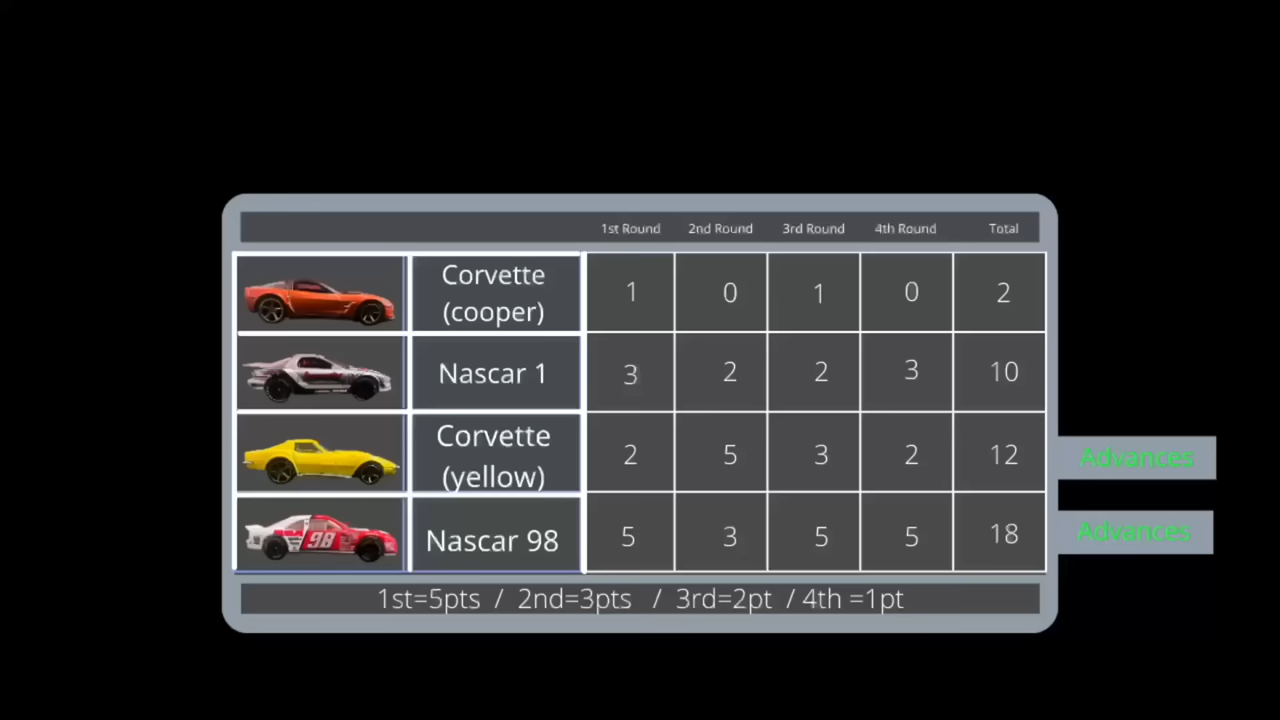 1st Round 2nd Round 3rd Round 4th Round Total
Corvette
(cooper)
1 0 1 0 2
Nascar 1
3 2 2 3 10
Corvette
(yellow)
2 5 3 2 12
Advances
98
Nascar 98
5 3 5 5 18
Advances
1st=5pts / 2nd=3pts / 3rd=2pt / 4th =1pt